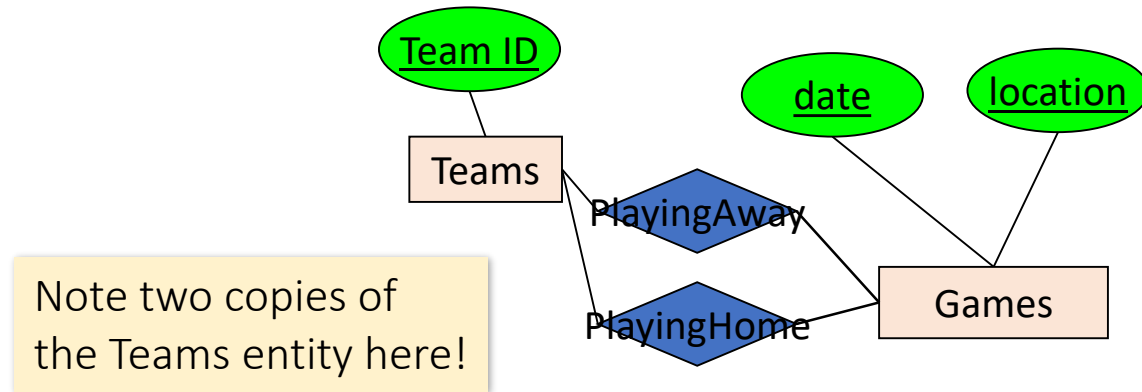 Team ID
date
location
Teams
PlayingAway
PlayingHome
Games
Note two copies of
the Teams entity here!